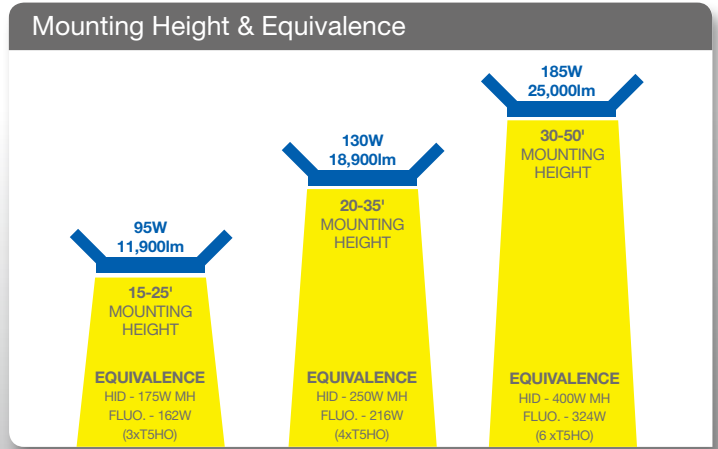 Mounting Height & Equivalence
95W
11,900lm
15-25'
MOUNTING
HEIGHT
EQUIVALENCE
HID - 175W MH
FLUO. - 162W
(3xT5HO)
130W
18,900lm
20-35'
MOUNTING
HEIGHT
EQUIVALENCE
HID - 250W MH
FLUO. - 216W
(4xT5HO)
185W
25,000lm
30-50'
MOUNTING
HEIGHT
EQUIVALENCE
HID - 400W MH
FLUO. - 324W
(6 xT5HO)